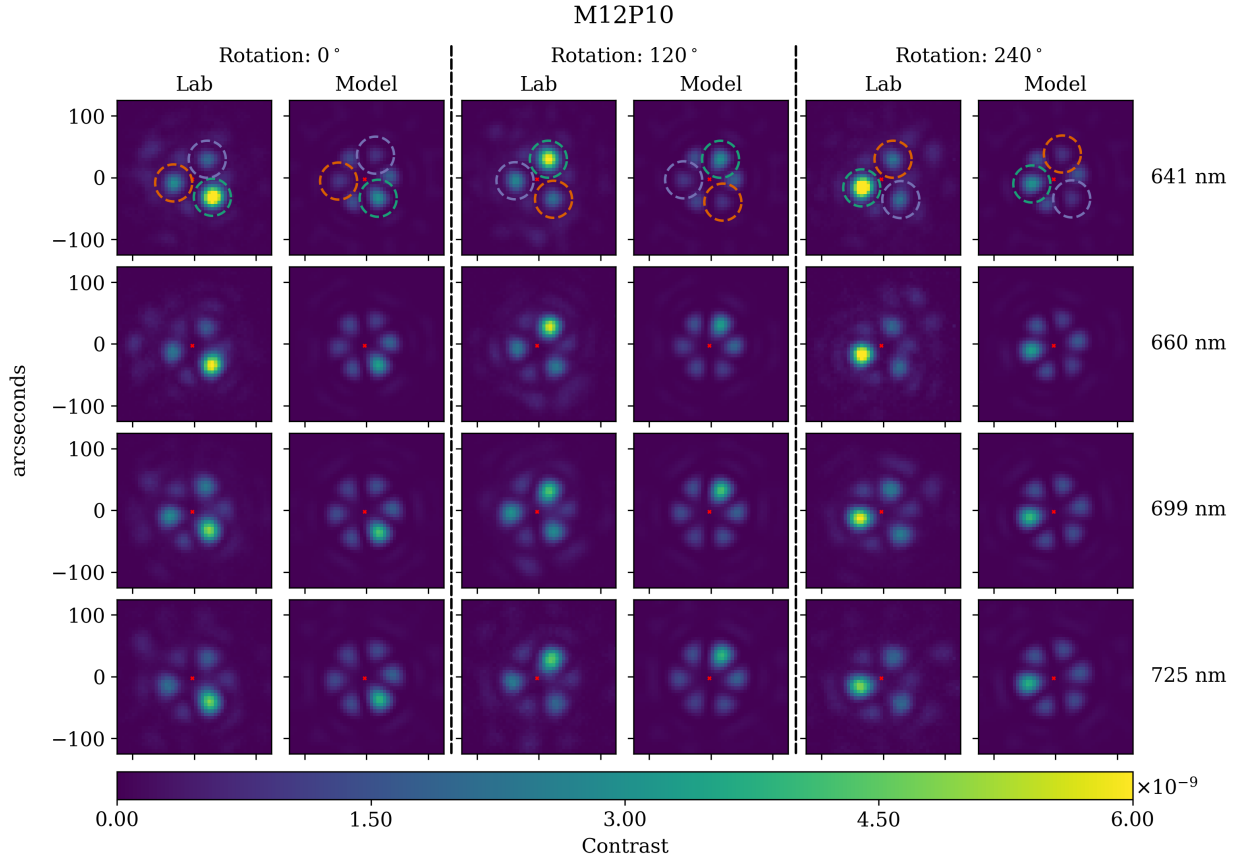 M12P10
Rotation: 0° Rotation: 120° Rotation: 240°
Lab Model Lab Model Lab Model
100
0
−100
641 nm
100
0
−100
660 nm
arcseconds
100
0
−100
699 nm
100
0
−100
725 nm
×10⁻⁹
0.00 1.50 3.00 4.50 6.00
Contrast